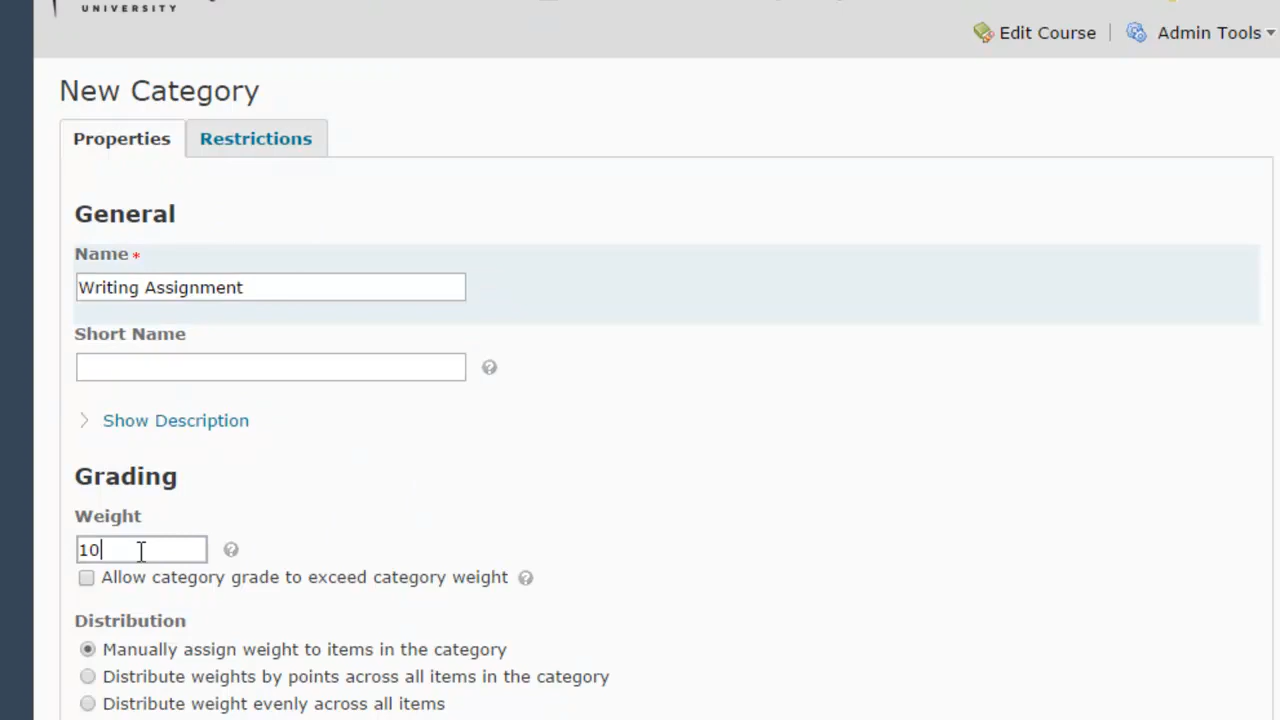 UNIVERSITY
Edit Course | Admin Tools
New Category
Properties
Restrictions
General
Name *
Writing Assignment
Short Name
Show Description
Grading
Weight
10
Allow category grade to exceed category weight
Distribution
Manually assign weight to items in the category
Distribute weights by points across all items in the category
Distribute weight evenly across all items